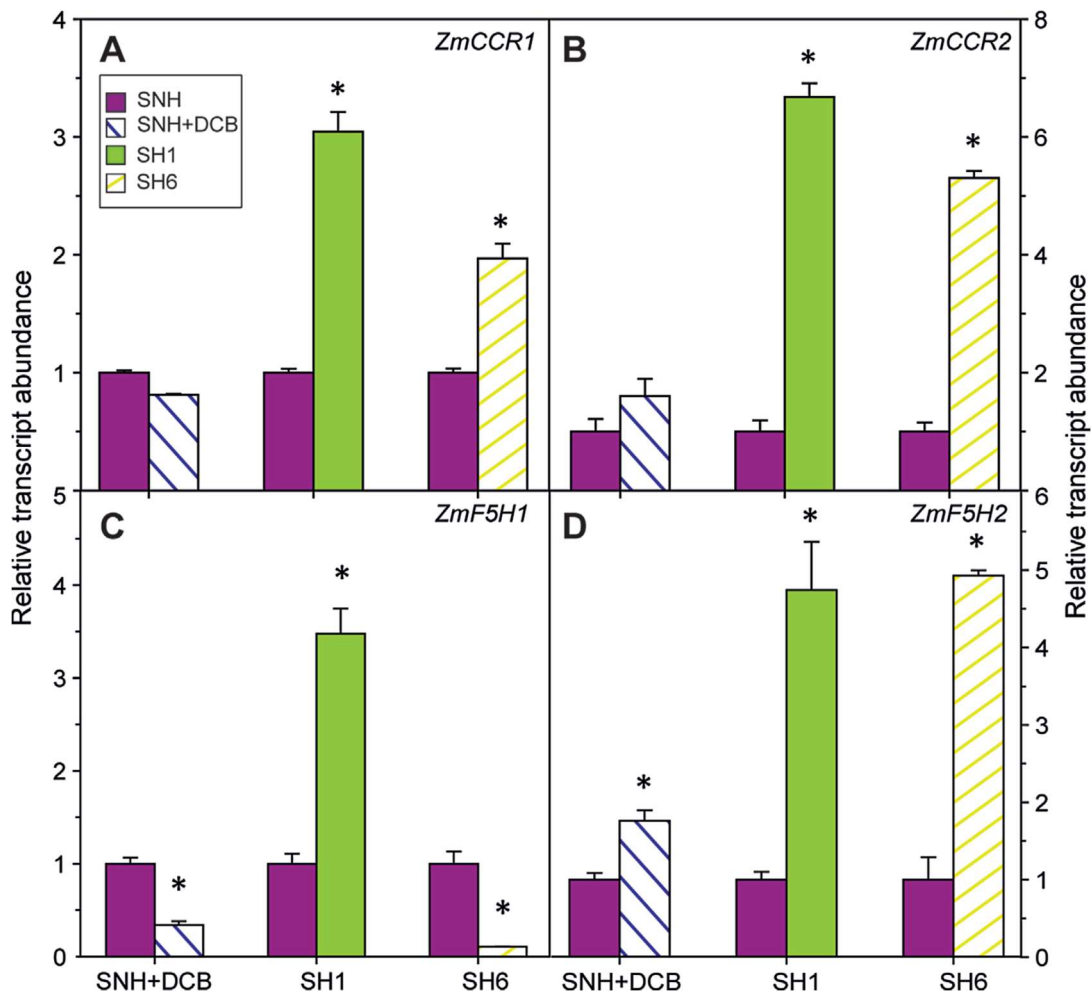 A
ZmCCR1
SNH
SNH+DCB
SH1
SH6
*
*
4
3
2
1
B
ZmCCR2
*
*
8
6
4
2
C
ZmF5H1
*
*
*
5
4
3
2
1
0
D
ZmF5H2
*
*
*
6
5
4
3
2
1
0
SNH+DCB SH1 SH6 SNH+DCB SH1 SH6
Relative transcript abundance
Relative transcript abundance